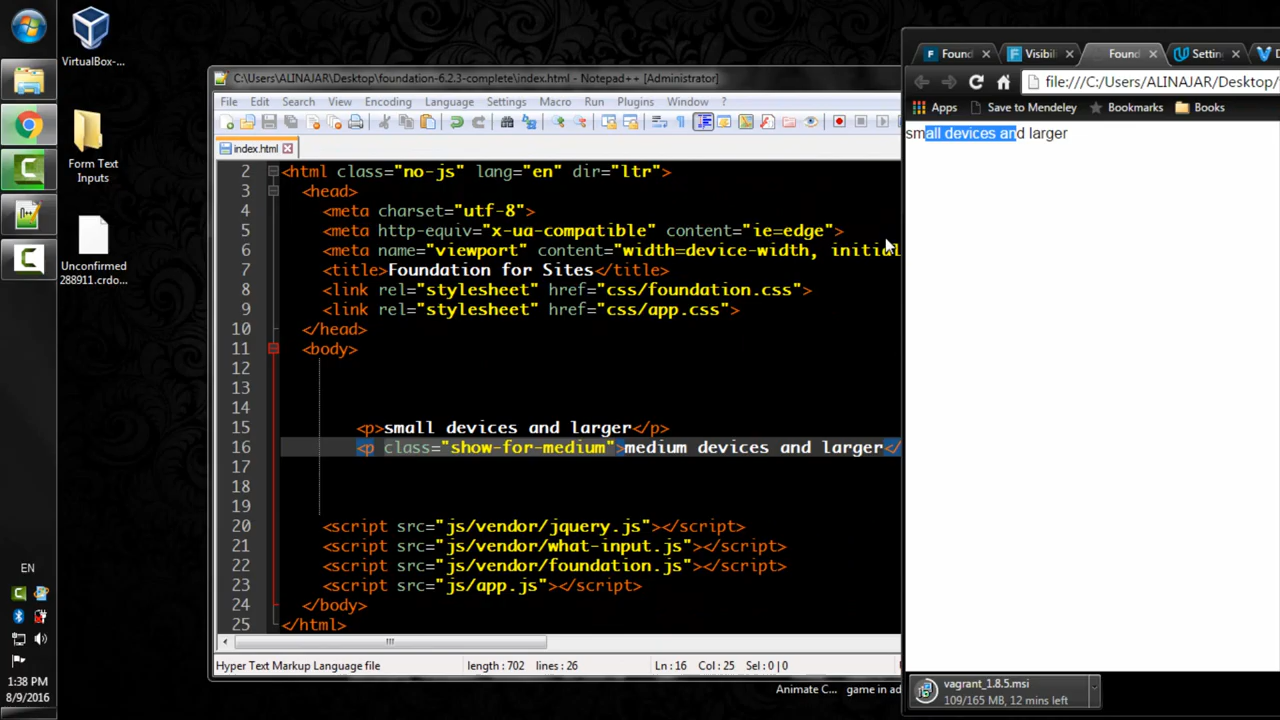 VirtualBox-...
Form Text
Inputs
Unconfirmed
288911.crdo...
EN
1:38 PM
8/9/2016
C:\Users\ALINAJAR\Desktop\foundation-6.2.3-complete\index.html - Notepad++ [Administrator]
File Edit Search View Encoding Language Settings Macro Run Plugins Window ?
index.html
2 <html class="no-js" lang="en" dir="ltr">
3 <head>
4 <meta charset="utf-8">
5 <meta http-equiv="x-ua-compatible" content="ie=edge">
6 <meta name="viewport" content="width=device-width, initial
7 <title>Foundation for Sites</title>
8 <link rel="stylesheet" href="css/foundation.css">
9 <link rel="stylesheet" href="css/app.css">
10 </head>
11 <body>
12
13
14
15 <p>small devices and larger</p>
16 <p class="show-for-medium">medium devices and larger</
17
18
19
20 <script src="js/vendor/jquery.js"></script>
21 <script src="js/vendor/what-input.js"></script>
22 <script src="js/vendor/foundation.js"></script>
23 <script src="js/app.js"></script>
24 </body>
25 </html>
Hyper Text Markup Language file length : 702 lines : 26 Ln : 16 Col : 25 Sel : 0 | 0
Animate C... game in ad
Found Visibili Found Settin D
file:///C:/Users/ALINAJAR/Desktop/
Apps Save to Mendeley Bookmarks Books
small devices and larger
vagrant_1.8.5.msi
109/165 MB, 12 mins left